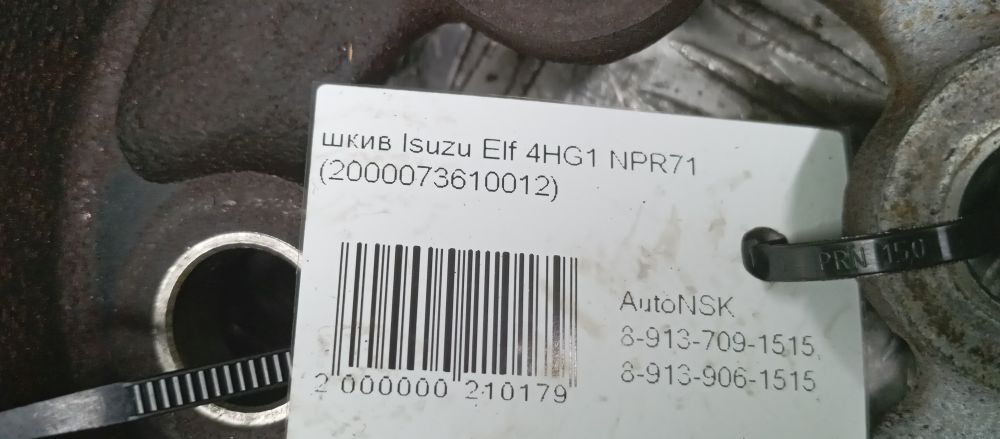 шкив Isuzu Elf 4HG1 NPR71
(2000073610012)
2 000000 210179
AutoNSK
8-913-709-1515,
8-913-906-1515
PRN 150